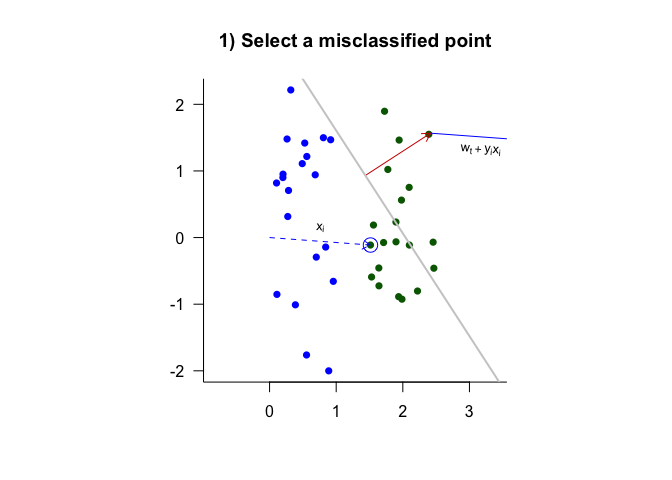 1) Select a misclassified point
2
w_t + y_i x_i
1
x_i
0
-1
-2
0 1 2 3